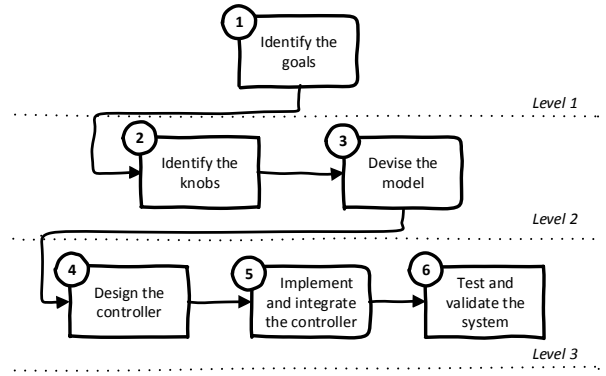 1
Identify the
goals
Level 1
2
Identify the
knobs
3
Devise the
model
Level 2
4
Design the
controller
5
Implement
and integrate
the controller
6
Test and
validate the
system
Level 3